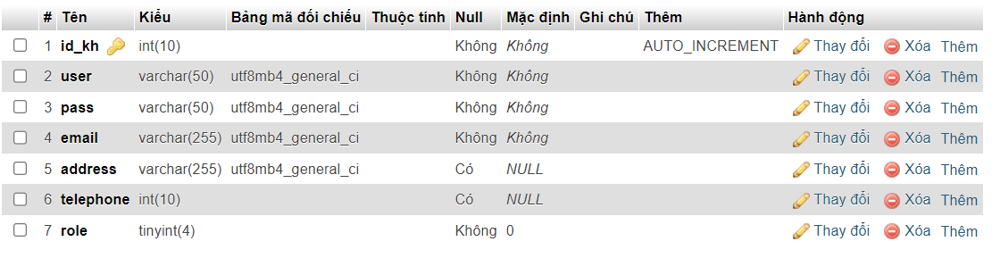 # Tên Kiểu Bảng mã đối chiếu Thuộc tính Null Mặc định Ghi chú Thêm Hành động
1 id_kh int(10) Không Không AUTO_INCREMENT Thay đổi Xóa Thêm
2 user varchar(50) utf8mb4_general_ci Không Không Thay đổi Xóa Thêm
3 pass varchar(50) utf8mb4_general_ci Không Không Thay đổi Xóa Thêm
4 email varchar(255) utf8mb4_general_ci Không Không Thay đổi Xóa Thêm
5 address varchar(255) utf8mb4_general_ci Có NULL Thay đổi Xóa Thêm
6 telephone int(10) Có NULL Thay đổi Xóa Thêm
7 role tinyint(4) Không 0 Thay đổi Xóa Thêm